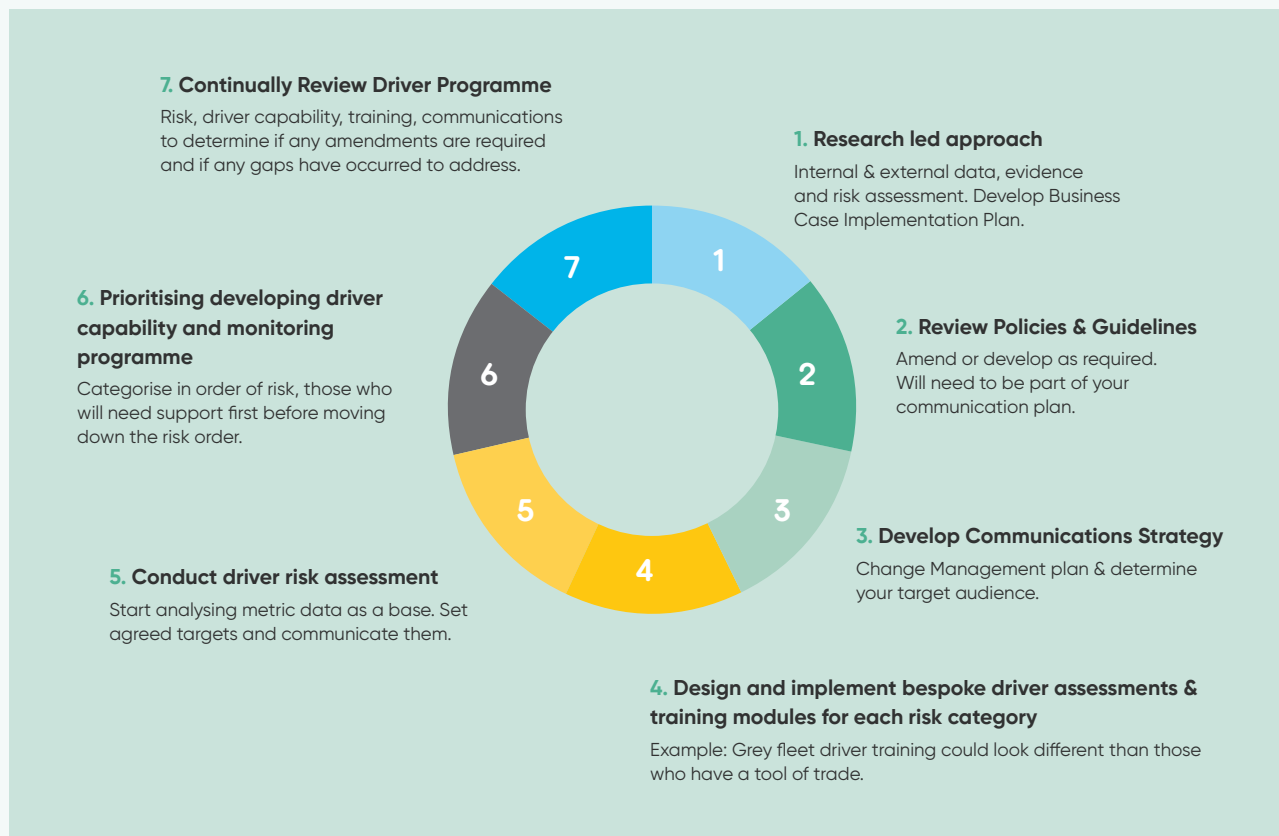 7. Continually Review Driver Programme
Risk, driver capability, training, communications
to determine if any amendments are required
and if any gaps have occurred to address.
1. Research led approach
Internal & external data, evidence
and risk assessment. Develop Business
Case Implementation Plan.
2. Review Policies & Guidelines
Amend or develop as required.
Will need to be part of your
communication plan.
3. Develop Communications Strategy
Change Management plan & determine
your target audience.
4. Design and implement bespoke driver assessments &
training modules for each risk category
Example: Grey fleet driver training could look different than those
who have a tool of trade.
5. Conduct driver risk assessment
Start analysing metric data as a base. Set
agreed targets and communicate them.
6. Prioritising developing driver
capability and monitoring
programme
Categorise in order of risk, those who
will need support first before moving
down the risk order.
1
2
3
4
5
6
7